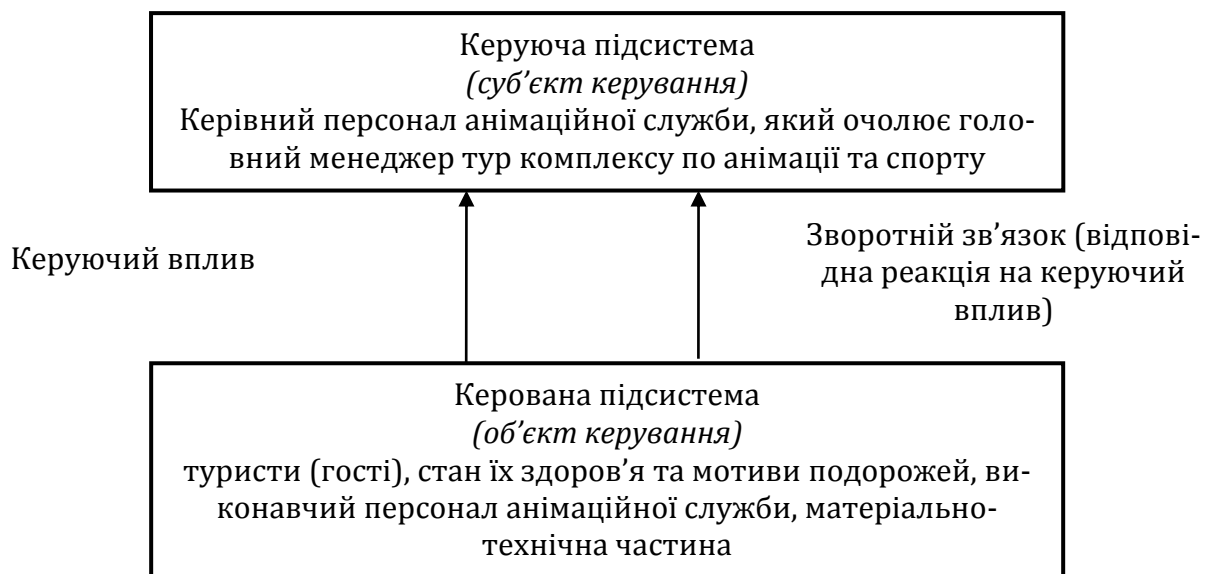 Керуюча підсистема
(суб’єкт керування)
Керівний персонал анімаційної служби, який очолює голо-
вний менеджер тур комплексу по анімації та спорту
Керуючий вплив
Зворотній зв’язок (відпові-
дна реакція на керуючий
вплив)
Керована підсистема
(об’єкт керування)
туристи (гості), стан їх здоров’я та мотиви подорожей, ви-
конавчий персонал анімаційної служби, матеріально-
технічна частина